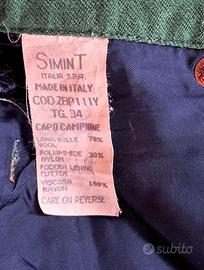 SIMINT
ITALIA S.P.A.
MADE IN ITALY
COD.ZBP111Y
TG. 34
CAPO CAMPIONE
LANA WOLLE 70%
WOOL
POLIAMMIDE 30%
NYLON
FODERA LINING
FUTTER
VISCOSA 100%
RAYON
CARE ON REVERSE
subito